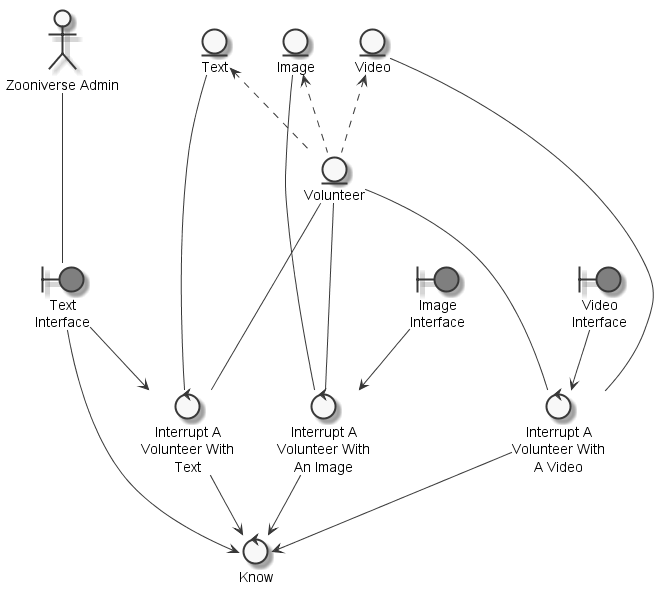 Zooniverse Admin
Text
Image
Video
Volunteer
Text
Interface
Image
Interface
Video
Interface
Interrupt A
Volunteer With
Text
Interrupt A
Volunteer With
An Image
Interrupt A
Volunteer With
A Video
Know